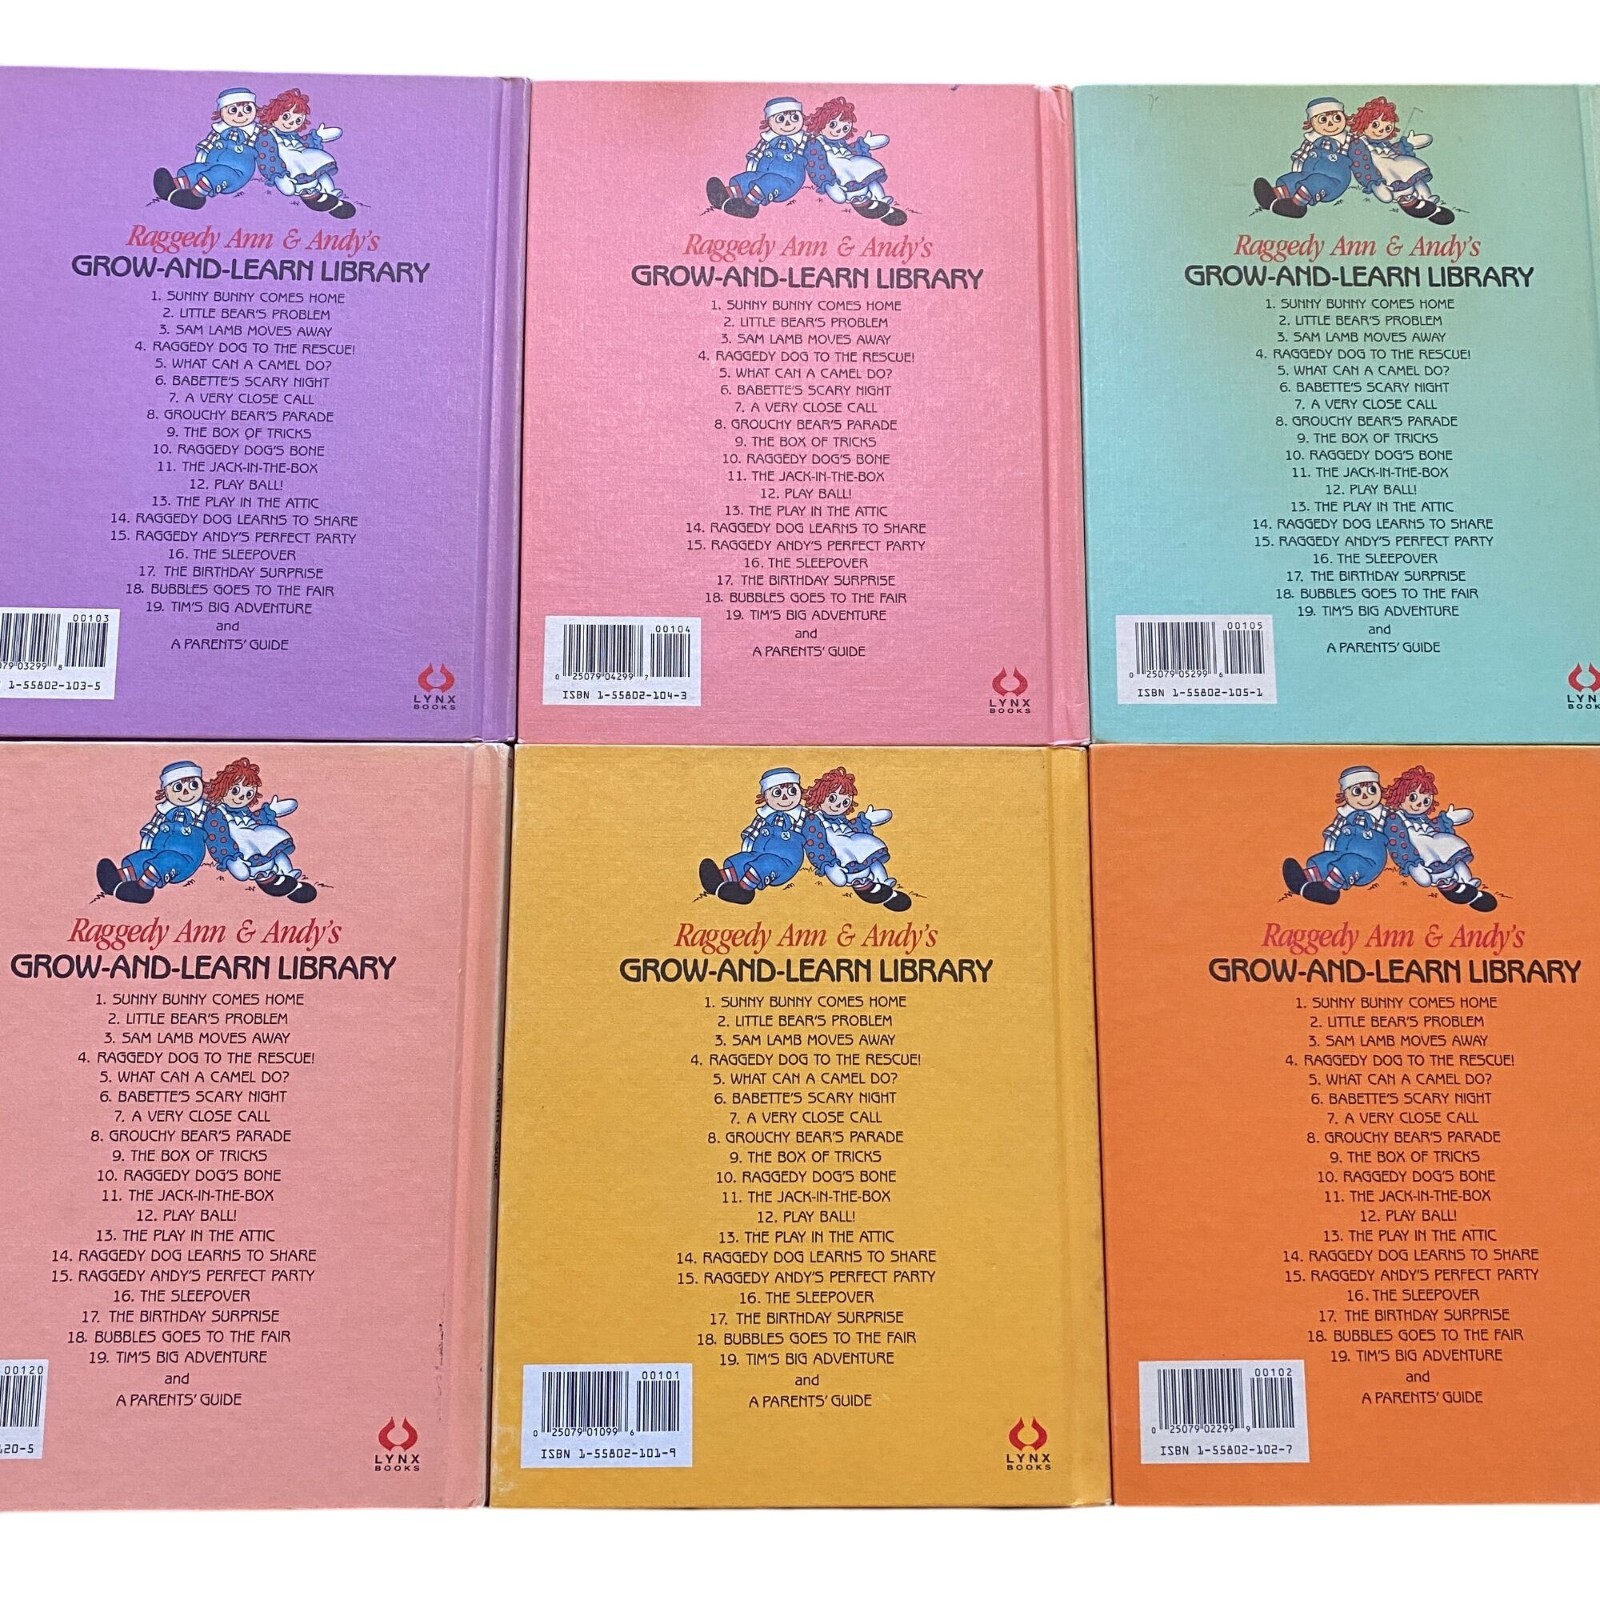 Raggedy Ann & Andy's
GROW-AND-LEARN LIBRARY
1. SUNNY BUNNY COMES HOME
2. LITTLE BEAR'S PROBLEM
3. SAM LAMB MOVES AWAY
4. RAGGEDY DOG TO THE RESCUE!
5. WHAT CAN A CAMEL DO?
6. BABETTE'S SCARY NIGHT
7. A VERY CLOSE CALL
8. GROUCHY BEAR'S PARADE
9. THE BOX OF TRICKS
10. RAGGEDY DOG'S BONE
11. THE JACK-IN-THE-BOX
12. PLAY BALL!
13. THE PLAY IN THE ATTIC
14. RAGGEDY DOG LEARNS TO SHARE
15. RAGGEDY ANDY'S PERFECT PARTY
16. THE SLEEPOVER
17. THE BIRTHDAY SURPRISE
18. BUBBLES GOES TO THE FAIR
19. TIM'S BIG ADVENTURE
and
A PARENTS' GUIDE
00103
03299 8
1-55802-103-5
LYNX
BOOKS
Raggedy Ann & Andy's
GROW-AND-LEARN LIBRARY
1. SUNNY BUNNY COMES HOME
2. LITTLE BEAR'S PROBLEM
3. SAM LAMB MOVES AWAY
4. RAGGEDY DOG TO THE RESCUE!
5. WHAT CAN A CAMEL DO?
6. BABETTE'S SCARY NIGHT
7. A VERY CLOSE CALL
8. GROUCHY BEAR'S PARADE
9. THE BOX OF TRICKS
10. RAGGEDY DOG'S BONE
11. THE JACK-IN-THE-BOX
12. PLAY BALL!
13. THE PLAY IN THE ATTIC
14. RAGGEDY DOG LEARNS TO SHARE
15. RAGGEDY ANDY'S PERFECT PARTY
16. THE SLEEPOVER
17. THE BIRTHDAY SURPRISE
18. BUBBLES GOES TO THE FAIR
19. TIM'S BIG ADVENTURE
and
A PARENTS' GUIDE
00104
0 25079 04299 7
ISBN 1-55802-104-3
LYNX
BOOKS
Raggedy Ann & Andy's
GROW-AND-LEARN LIBRARY
1. SUNNY BUNNY COMES HOME
2. LITTLE BEAR'S PROBLEM
3. SAM LAMB MOVES AWAY
4. RAGGEDY DOG TO THE RESCUE!
5. WHAT CAN A CAMEL DO?
6. BABETTE'S SCARY NIGHT
7. A VERY CLOSE CALL
8. GROUCHY BEAR'S PARADE
9. THE BOX OF TRICKS
10. RAGGEDY DOG'S BONE
11. THE JACK-IN-THE-BOX
12. PLAY BALL!
13. THE PLAY IN THE ATTIC
14. RAGGEDY DOG LEARNS TO SHARE
15. RAGGEDY ANDY'S PERFECT PARTY
16. THE SLEEPOVER
17. THE BIRTHDAY SURPRISE
18. BUBBLES GOES TO THE FAIR
19. TIM'S BIG ADVENTURE
and
A PARENTS' GUIDE
00105
0 25079 05299 6
ISBN 1-55802-105-1
Raggedy Ann & Andy's
GROW-AND-LEARN LIBRARY
1. SUNNY BUNNY COMES HOME
2. LITTLE BEAR'S PROBLEM
3. SAM LAMB MOVES AWAY
4. RAGGEDY DOG TO THE RESCUE!
5. WHAT CAN A CAMEL DO?
6. BABETTE'S SCARY NIGHT
7. A VERY CLOSE CALL
8. GROUCHY BEAR'S PARADE
9. THE BOX OF TRICKS
10. RAGGEDY DOG'S BONE
11. THE JACK-IN-THE-BOX
12. PLAY BALL!
13. THE PLAY IN THE ATTIC
14. RAGGEDY DOG LEARNS TO SHARE
15. RAGGEDY ANDY'S PERFECT PARTY
16. THE SLEEPOVER
17. THE BIRTHDAY SURPRISE
18. BUBBLES GOES TO THE FAIR
19. TIM'S BIG ADVENTURE
and
A PARENTS' GUIDE
00120
20-5
LYNX
BOOKS
Raggedy Ann & Andy's
GROW-AND-LEARN LIBRARY
1. SUNNY BUNNY COMES HOME
2. LITTLE BEAR'S PROBLEM
3. SAM LAMB MOVES AWAY
4. RAGGEDY DOG TO THE RESCUE!
5. WHAT CAN A CAMEL DO?
6. BABETTE'S SCARY NIGHT
7. A VERY CLOSE CALL
8. GROUCHY BEAR'S PARADE
9. THE BOX OF TRICKS
10. RAGGEDY DOG'S BONE
11. THE JACK-IN-THE-BOX
12. PLAY BALL!
13. THE PLAY IN THE ATTIC
14. RAGGEDY DOG LEARNS TO SHARE
15. RAGGEDY ANDY'S PERFECT PARTY
16. THE SLEEPOVER
17. THE BIRTHDAY SURPRISE
18. BUBBLES GOES TO THE FAIR
19. TIM'S BIG ADVENTURE
and
A PARENTS' GUIDE
00101
0 25079 01099 6
ISBN 1-55802-101-9
LYNX
BOOKS
Raggedy Ann & Andy's
GROW-AND-LEARN LIBRARY
1. SUNNY BUNNY COMES HOME
2. LITTLE BEAR'S PROBLEM
3. SAM LAMB MOVES AWAY
4. RAGGEDY DOG TO THE RESCUE!
5. WHAT CAN A CAMEL DO?
6. BABETTE'S SCARY NIGHT
7. A VERY CLOSE CALL
8. GROUCHY BEAR'S PARADE
9. THE BOX OF TRICKS
10. RAGGEDY DOG'S BONE
11. THE JACK-IN-THE-BOX
12. PLAY BALL!
13. THE PLAY IN THE ATTIC
14. RAGGEDY DOG LEARNS TO SHARE
15. RAGGEDY ANDY'S PERFECT PARTY
16. THE SLEEPOVER
17. THE BIRTHDAY SURPRISE
18. BUBBLES GOES TO THE FAIR
19. TIM'S BIG ADVENTURE
and
A PARENTS' GUIDE
00102
0 25079 02299 9
ISBN 1-55802-102-7